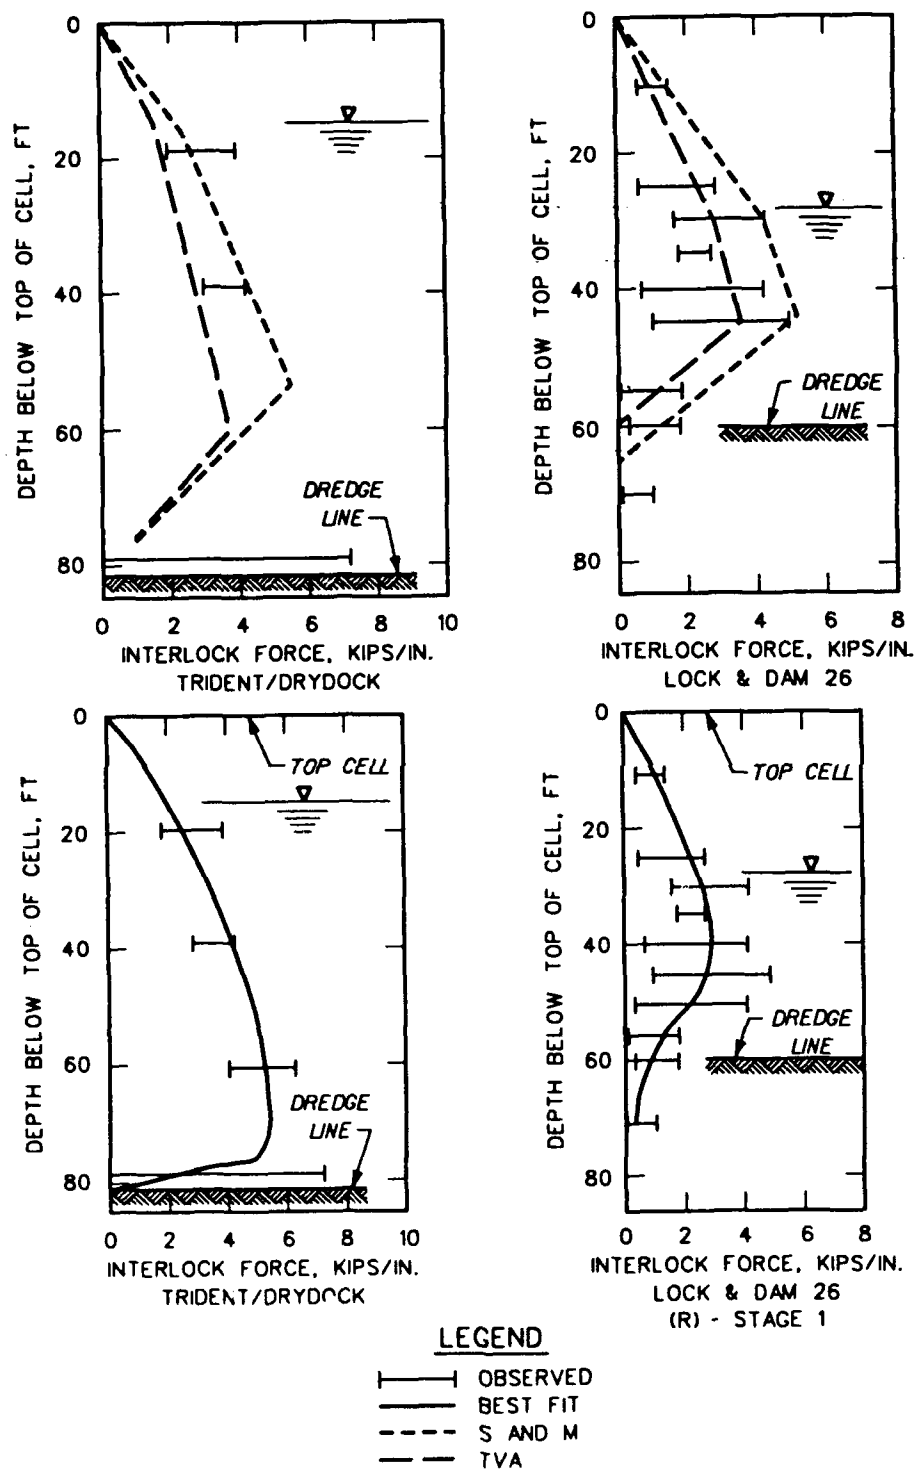 0
20
40
60
80
DEPTH BELOW TOP OF CELL, FT
DREDGE
LINE
0 2 4 6 8 10
INTERLOCK FORCE, KIPS/IN.
TRIDENT/DRYDOCK
0
20
40
60
80
DEPTH BELOW TOP OF CELL, FT
DREDGE
LINE
0 2 4 6 8
INTERLOCK FORCE, KIPS/IN.
LOCK & DAM 26
0
20
40
60
80
DEPTH BELOW TOP OF CELL, FT
TOP CELL
DREDGE
LINE
0 2 4 6 8 10
INTERLOCK FORCE, KIPS/IN.
TRIDENT/DRYDOCK
0
20
40
60
80
DEPTH BELOW TOP OF CELL, FT
TOP CELL
DREDGE
LINE
0 2 4 6 8
INTERLOCK FORCE, KIPS/IN.
LOCK & DAM 26
(R) - STAGE 1
LEGEND
OBSERVED
BEST FIT
S AND M
TVA